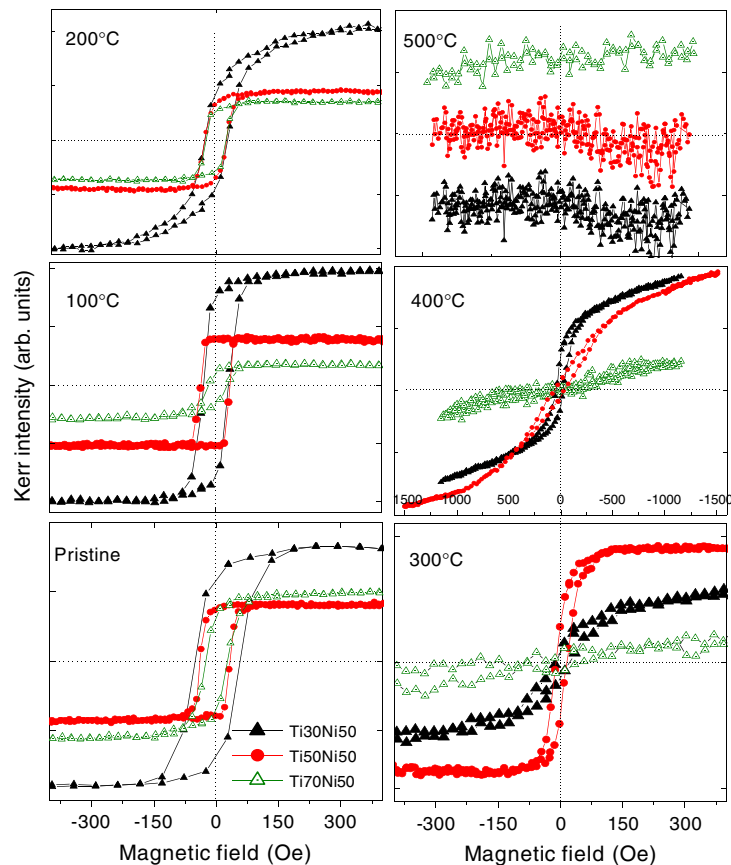 200°C
500°C
100°C
400°C
1500
1000
500
0
-500
-1000
-1500
Pristine
300°C
Ti30Ni50
Ti50Ni50
Ti70Ni50
-300
-150
0
150
300
-300
-150
0
150
300
Magnetic field (Oe)
Magnetic field (Oe)
Kerr intensity (arb. units)